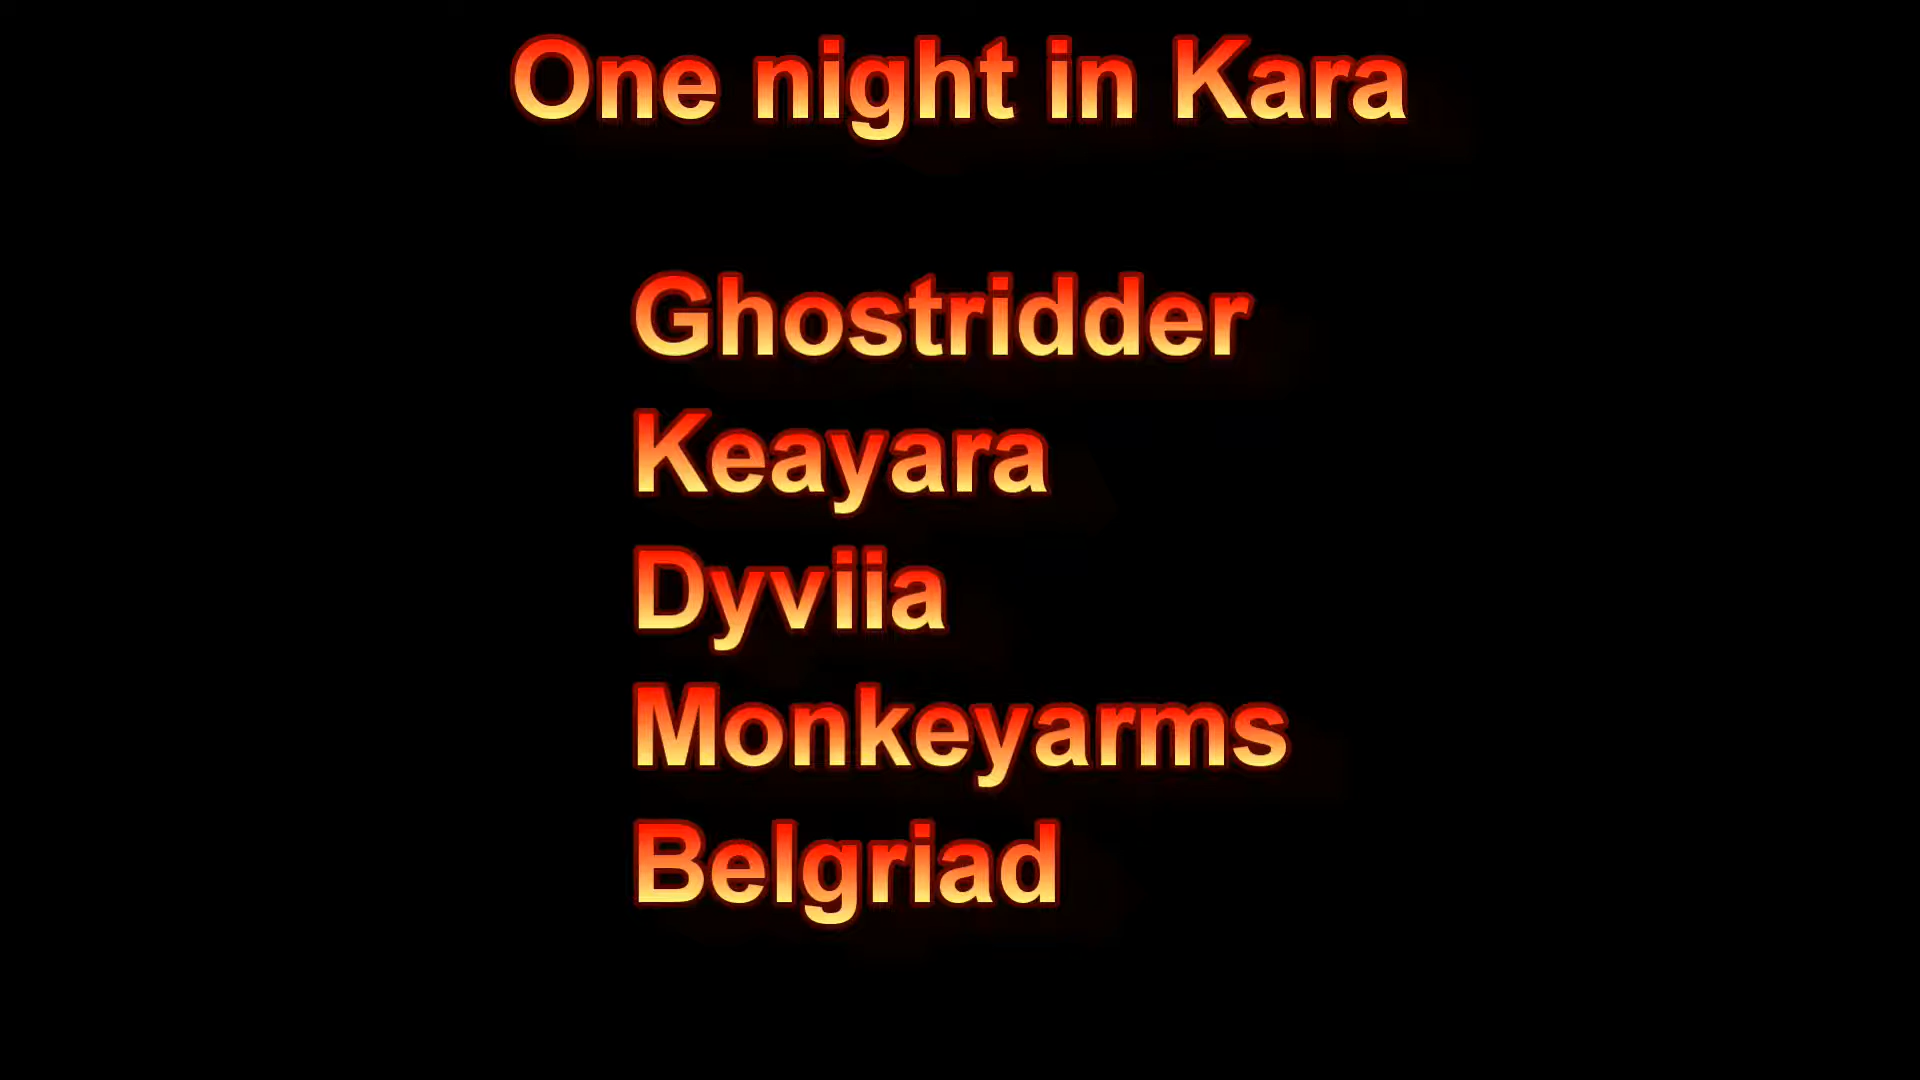 One night in Kara
Ghostridder
Keayara
Dyviia
Monkeyarms
Belgriad